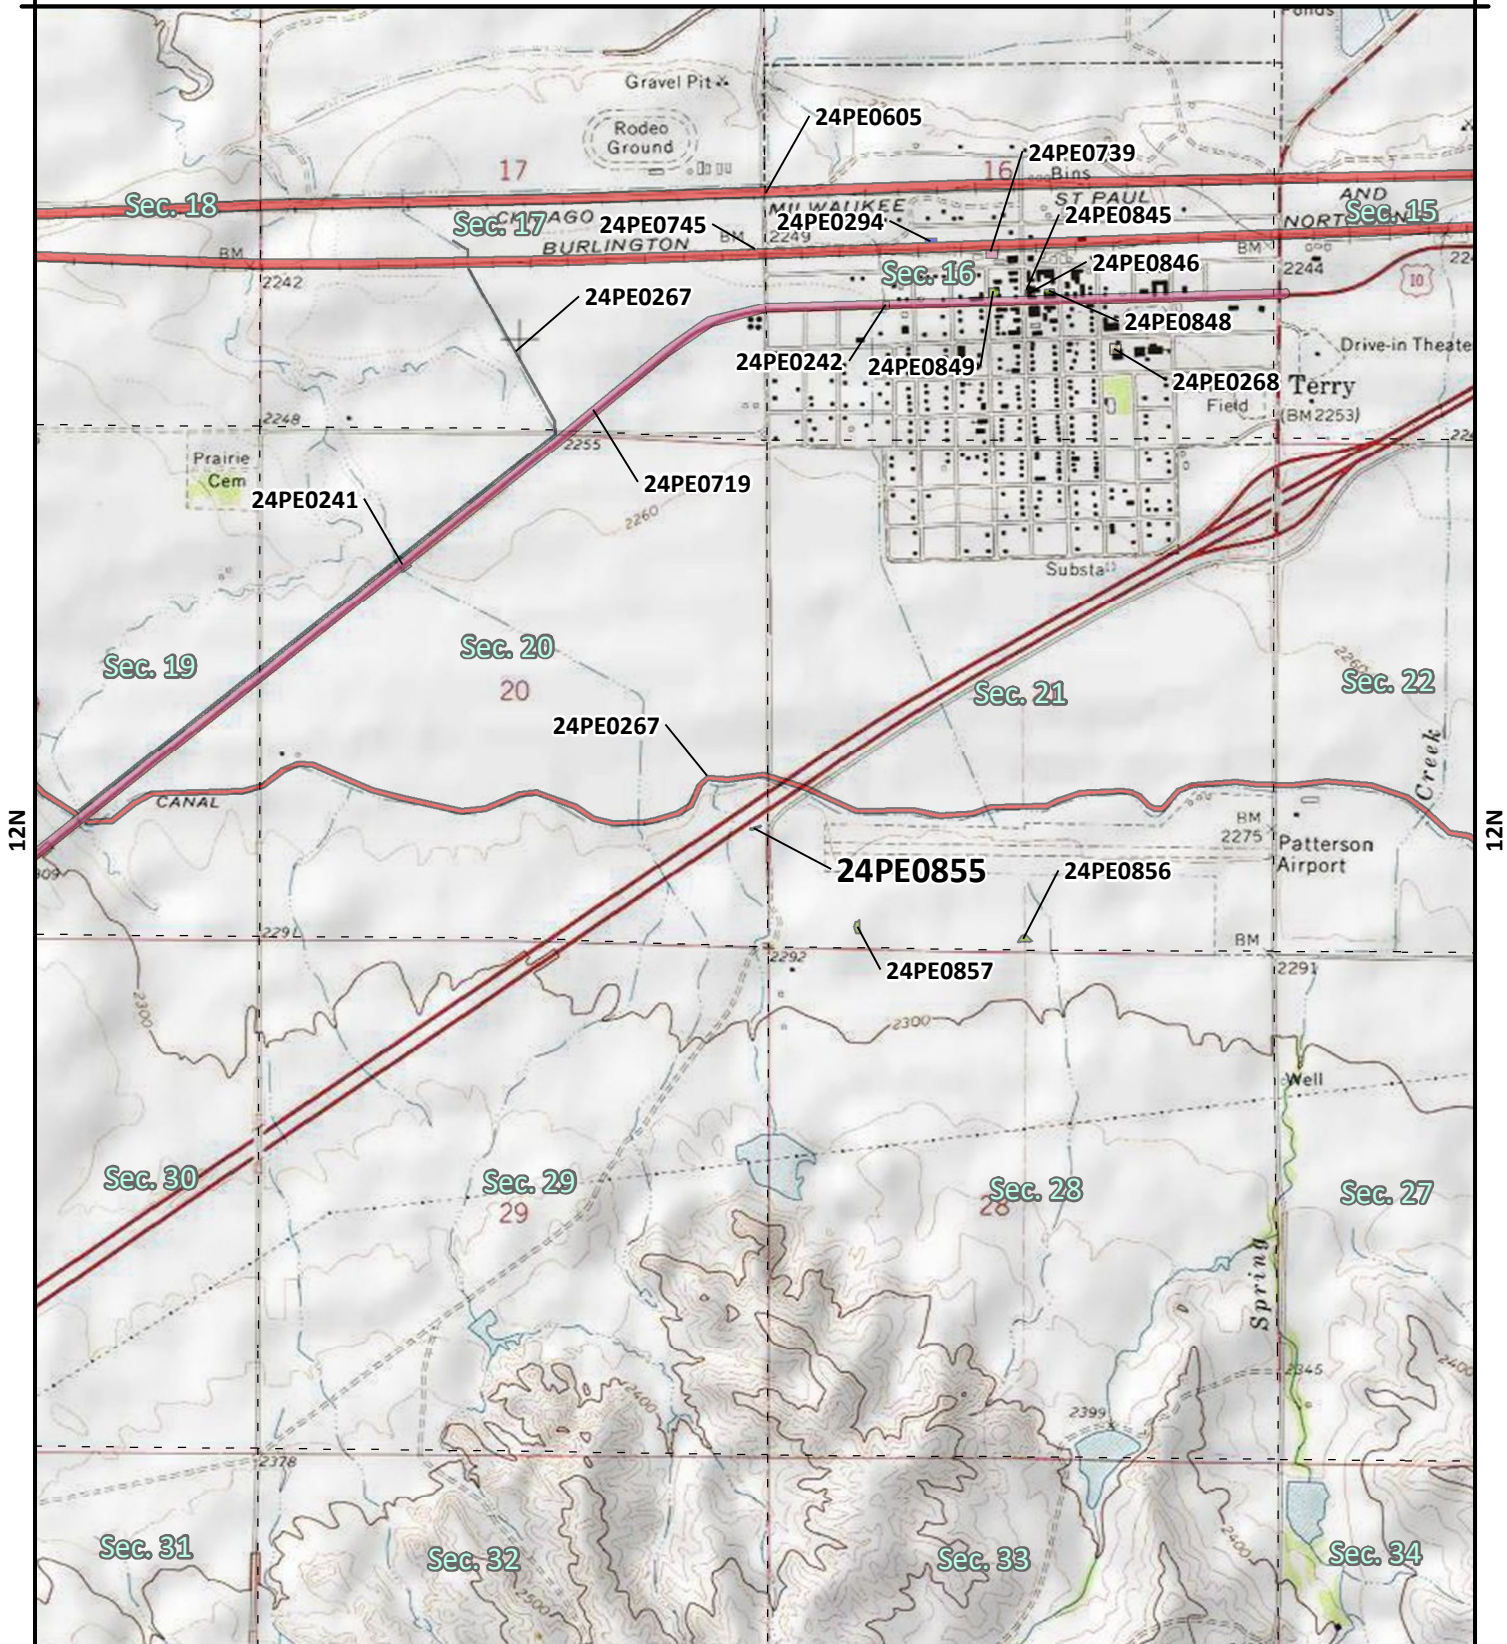 Ponds
Gravel Pit
24PE0605
Rodeo
Ground
24PE0739
17
16
Bins
AND
Sec. 18
MILWAUKEE
ST PAUL
24PE0845
Sec. 15
CHICAGO
Sec. 17
24PE0745
24PE0294
BM
2249
BURLINGTON
BM
BM
24PE0846
Sec. 16
2242
2244
10
24PE0267
24PE0848
24PE0242
24PE0849
Drive-in Theate
24PE0268
Terry
Field
(BM2253)
2248
2255
Prairie
Cem
24PE0241
24PE0719
2260
Substa
Sec. 19
Sec. 20
20
Sec. 21
2260
Sec. 22
24PE0267
Creek
CANAL
12N
12N
BM
2275
Patterson
Airport
24PE0855
24PE0856
2291
BM
2292
24PE0857
2291
2300
2300
Well
Sec. 30
Sec. 29
29
Sec. 28
28
Sec. 27
Spring
2345
2400
2400
2399
2378
2400
Sec. 31
Sec. 32
Sec. 33
Sec. 34
2500